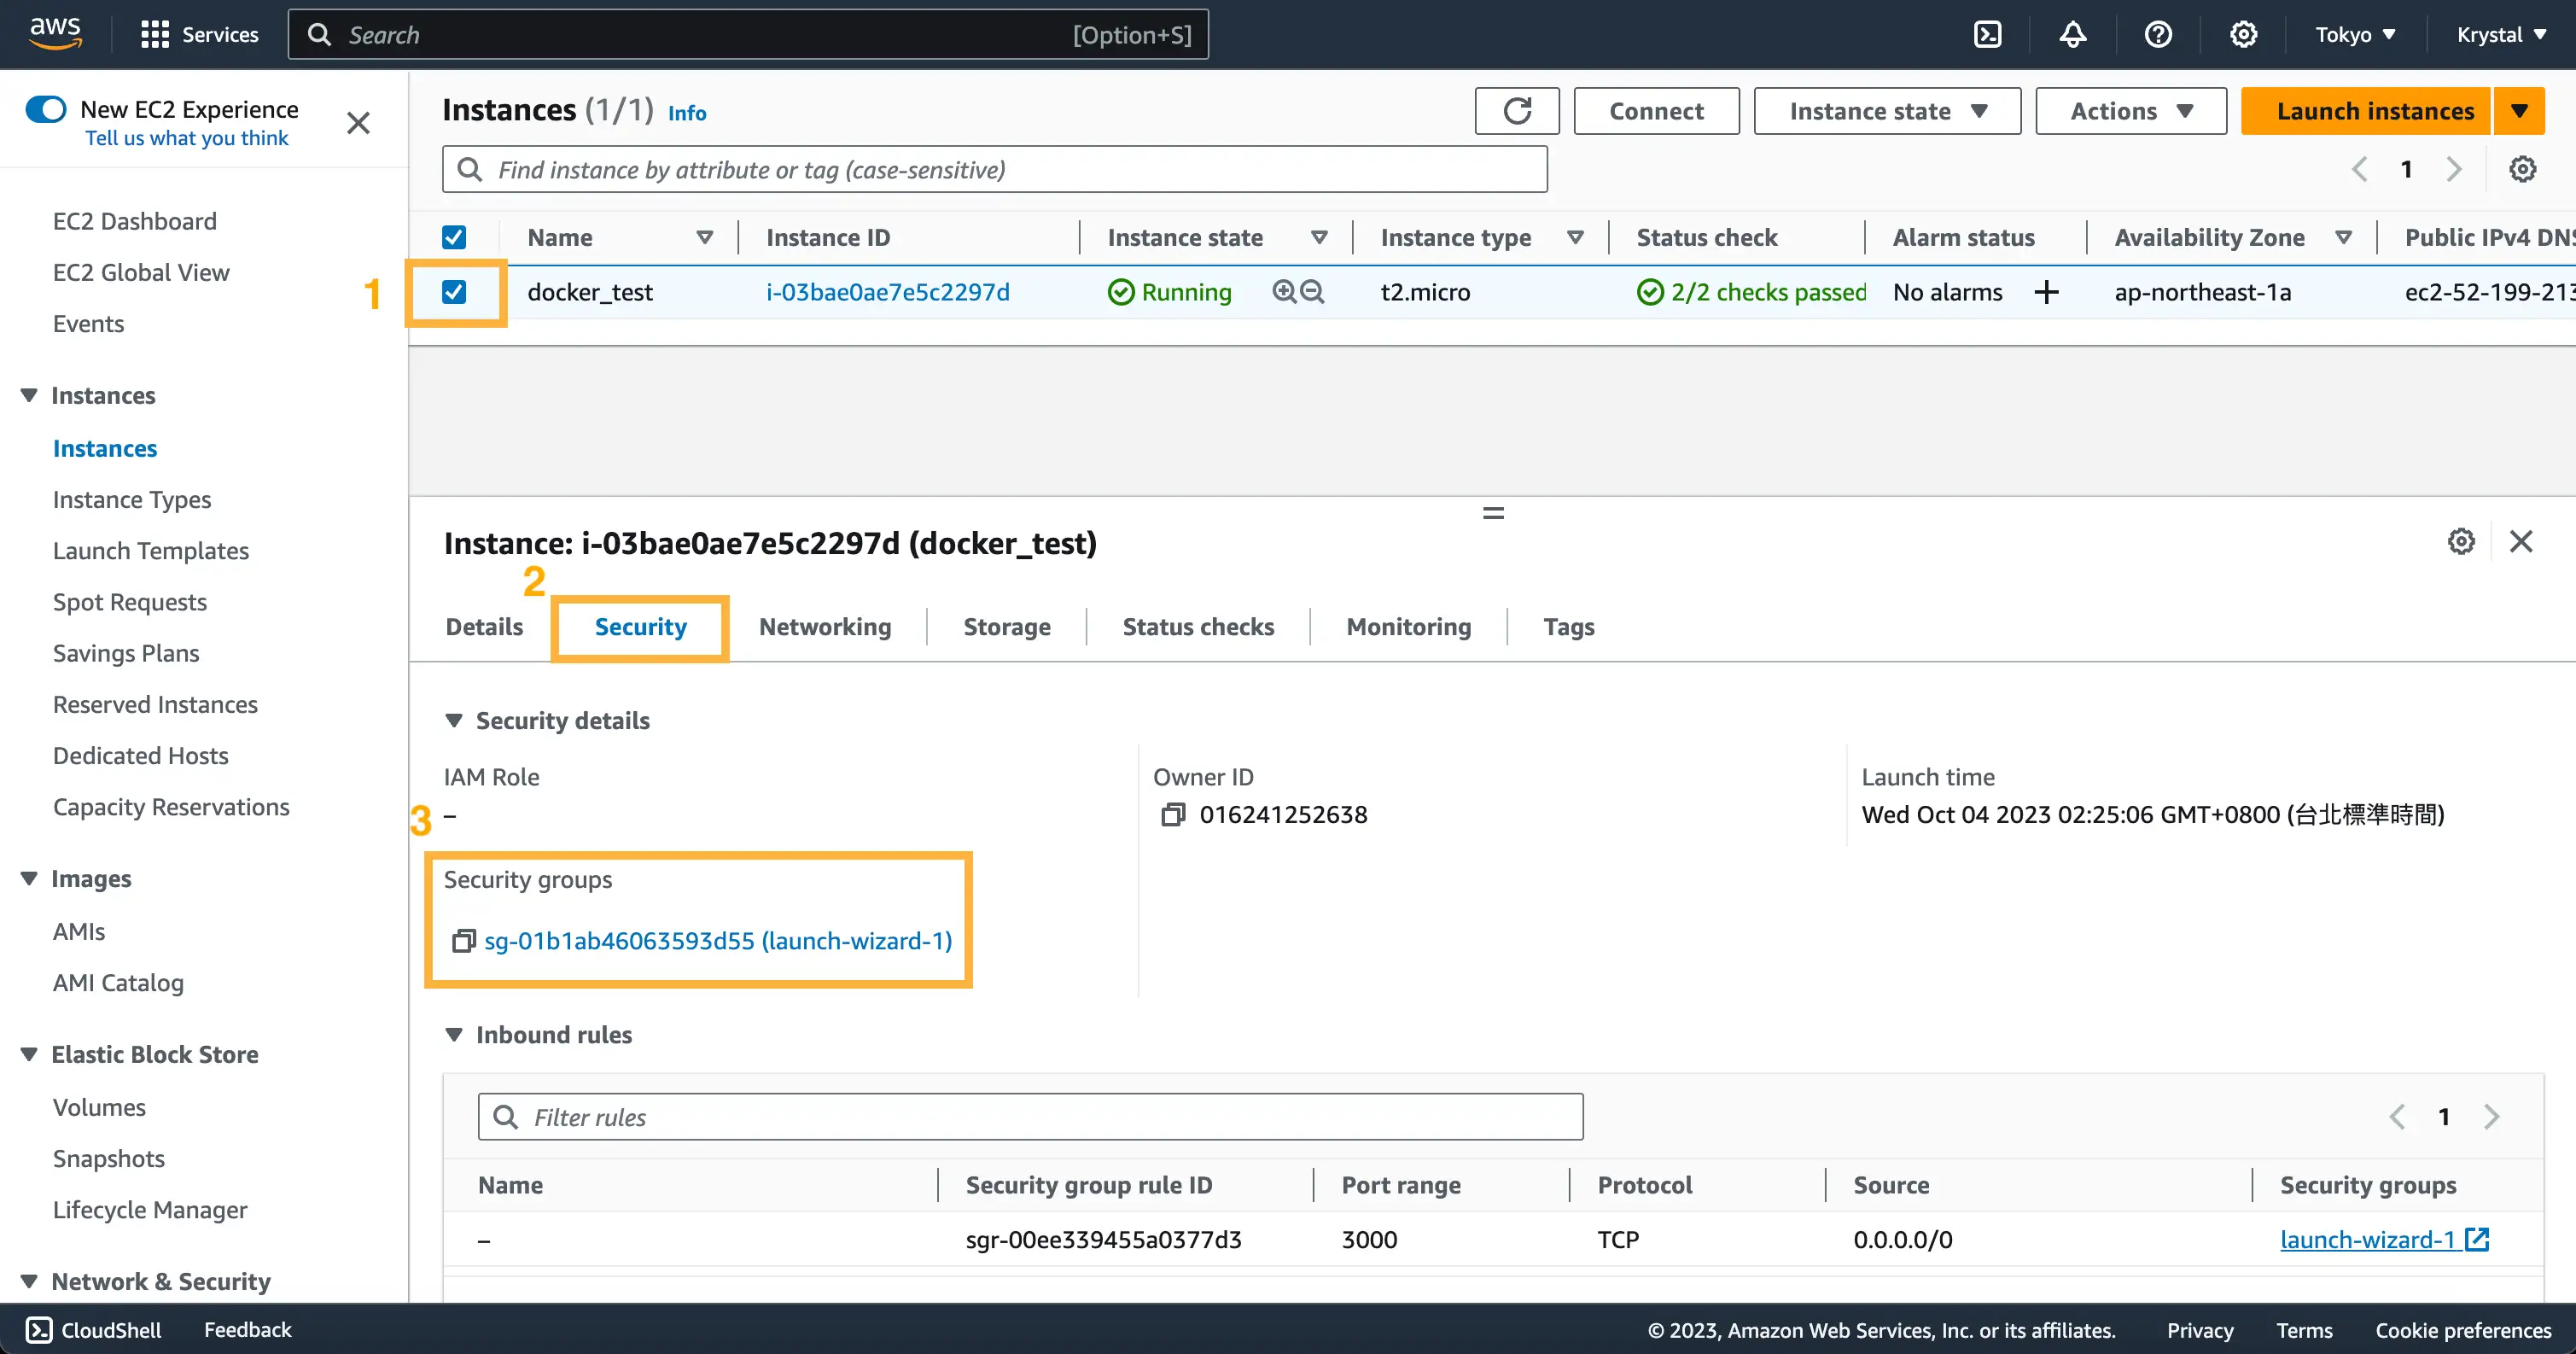 aws
Services
Search
[Option+S]
Tokyo
Krystal
New EC2 Experience
Tell us what you think
EC2 Dashboard
EC2 Global View
Events
Instances
Instances
Instance Types
Launch Templates
Spot Requests
Savings Plans
Reserved Instances
Dedicated Hosts
Capacity Reservations
Images
AMIs
AMI Catalog
Elastic Block Store
Volumes
Snapshots
Lifecycle Manager
Network & Security
Instances (1/1) Info
Connect
Instance state
Actions
Launch instances
Find instance by attribute or tag (case-sensitive)
1
Name Instance ID Instance state Instance type Status check Alarm status Availability Zone Public IPv4 DNS
1
docker_test i-03bae0ae7e5c2297d Running t2.micro 2/2 checks passed No alarms + ap-northeast-1a ec2-52-199-213
Instance: i-03bae0ae7e5c2297d (docker_test)
2
Details Security Networking Storage Status checks Monitoring Tags
Security details
IAM Role
–
Owner ID
016241252638
Launch time
Wed Oct 04 2023 02:25:06 GMT+0800 (台北標準時間)
3
Security groups
sg-01b1ab46063593d55 (launch-wizard-1)
Inbound rules
Filter rules
1
Name Security group rule ID Port range Protocol Source Security groups
– sgr-00ee339455a0377d3 3000 TCP 0.0.0.0/0 launch-wizard-1
CloudShell
Feedback
© 2023, Amazon Web Services, Inc. or its affiliates.
Privacy
Terms
Cookie preferences